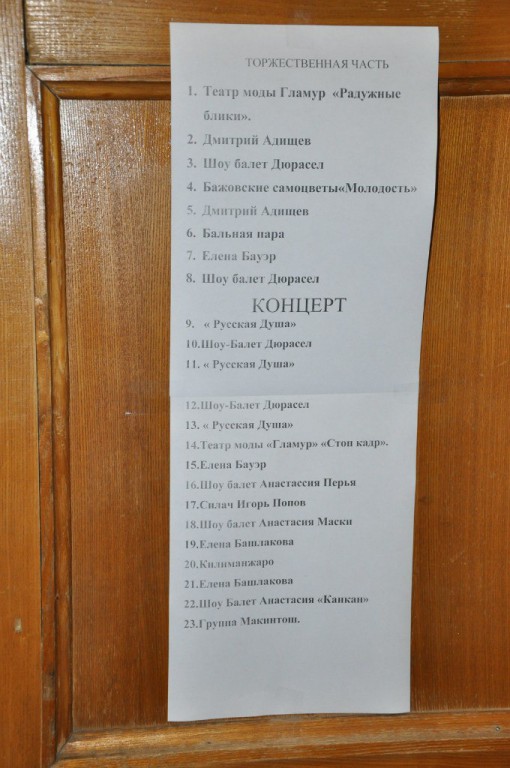 ТОРЖЕСТВЕННАЯ ЧАСТЬ
1. Театр моды Гламур «Радужные
блики».
2. Дмитрий Адищев
3. Шоу балет Дюрасел
4. Бажовские самоцветы«Молодость»
5. Дмитрий Адищев
6. Бальная пара
7. Елена Бауэр
8. Шоу балет Дюрасел
КОНЦЕРТ
9. « Русская Душа»
10.Шоу-Балет Дюрасел
11. « Русская Душа»
12.Шоу-Балет Дюрасел
13. « Русская Душа»
14.Театр моды «Гламур» «Стоп кадр».
15.Елена Бауэр
16.Шоу балет Анастассия Перья
17.Силач Игорь Попов
18.Шоу балет Анастасия Маски
19.Елена Башлакова
20.Килиманжаро
21.Елена Башлакова
22.Шоу Балет Анастасия «Канкан»
23.Группа Макинтош.